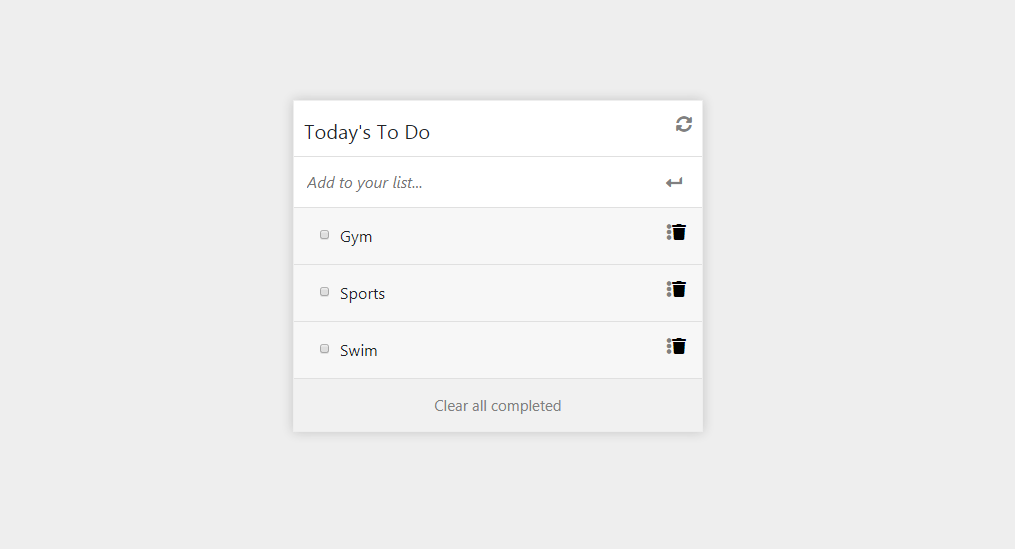 Today's To Do
Add to your list...
Gym
Sports
Swim
Clear all completed